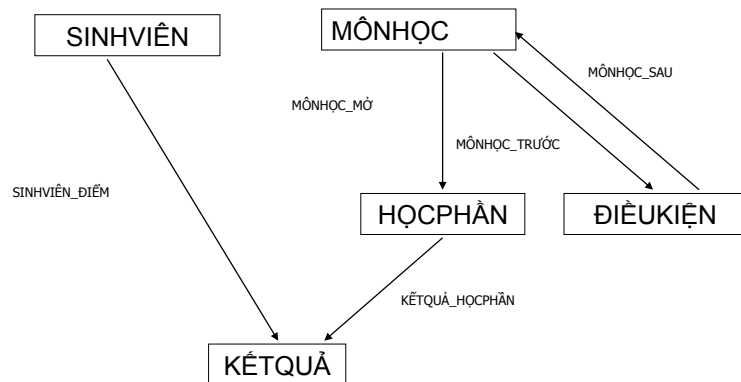 SINHVIÊN
MÔNHỌC
MÔNHỌC_SAU
MÔNHỌC_MỞ
MÔNHỌC_TRƯỚC
SINHVIÊN_ĐIỂM
HỌCPHẦN
ĐIỀUKIỆN
KẾTQUẢ_HỌCPHẦN
KẾTQUẢ